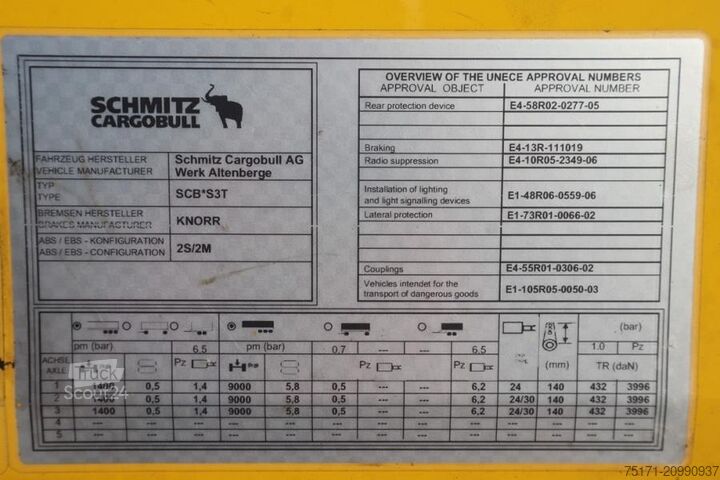 SCHMITZ
CARGOBULL
FAHRZEUG HERSTELLER
VEHICLE MANUFACTURER
Schmitz Cargobull AG
Werk Altenberge
TYP
TYPE
SCB*S3T
BREMSEN HERSTELLER
BRAKES MANUFACTURER
KNORR
ABS / EBS - KONFIGURATION
ABS / EBS - CONFIGURATION
2S/2M
OVERVIEW OF THE UNECE APPROVAL NUMBERS
APPROVAL OBJECT APPROVAL NUMBER
Rear protection device E4-58R02-0277-05
Braking E4-13R-111019
Radio suppression E4-10R05-2349-06
Installation of lighting
and light signalling devices E1-48R06-0559-06
Lateral protection E1-73R01-0066-02
Couplings E4-55R01-0306-02
Vehicles intendet for the
transport of dangerous goods E1-105R05-0050-03
(bar)
pm (bar) 6.5 pm (bar) 0.7 --- --- 6.5 1.0 Pz
ACHSE
AXLE
Pz Pz Pz (mm) TR (daN)
1 1400 0,5 1,4 9000 5,8 0,5 --- --- 6,2 24 140 432 3996
2 1400 0,5 1,4 9000 5,8 0,5 --- --- 6,2 24/30 140 432 3996
3 1400 0,5 1,4 9000 5,8 0,5 --- --- 6,2 24/30 140 432 3996
4 --- --- --- --- --- --- --- --- --- --- --- --- ---
5 --- --- --- --- --- --- --- --- --- --- --- --- ---
Truck
Scout24
75171-20990937